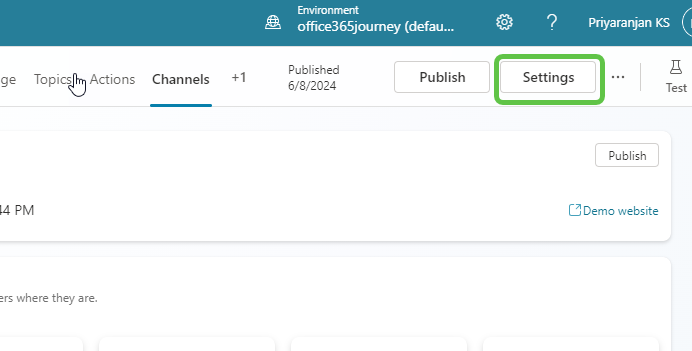 Environment
office365journey (defau...
Priyaranjan KS
ge Topics Actions Channels +1
Published
6/8/2024
Publish
Settings
Test
Publish
44 PM
Demo website
ers where they are.